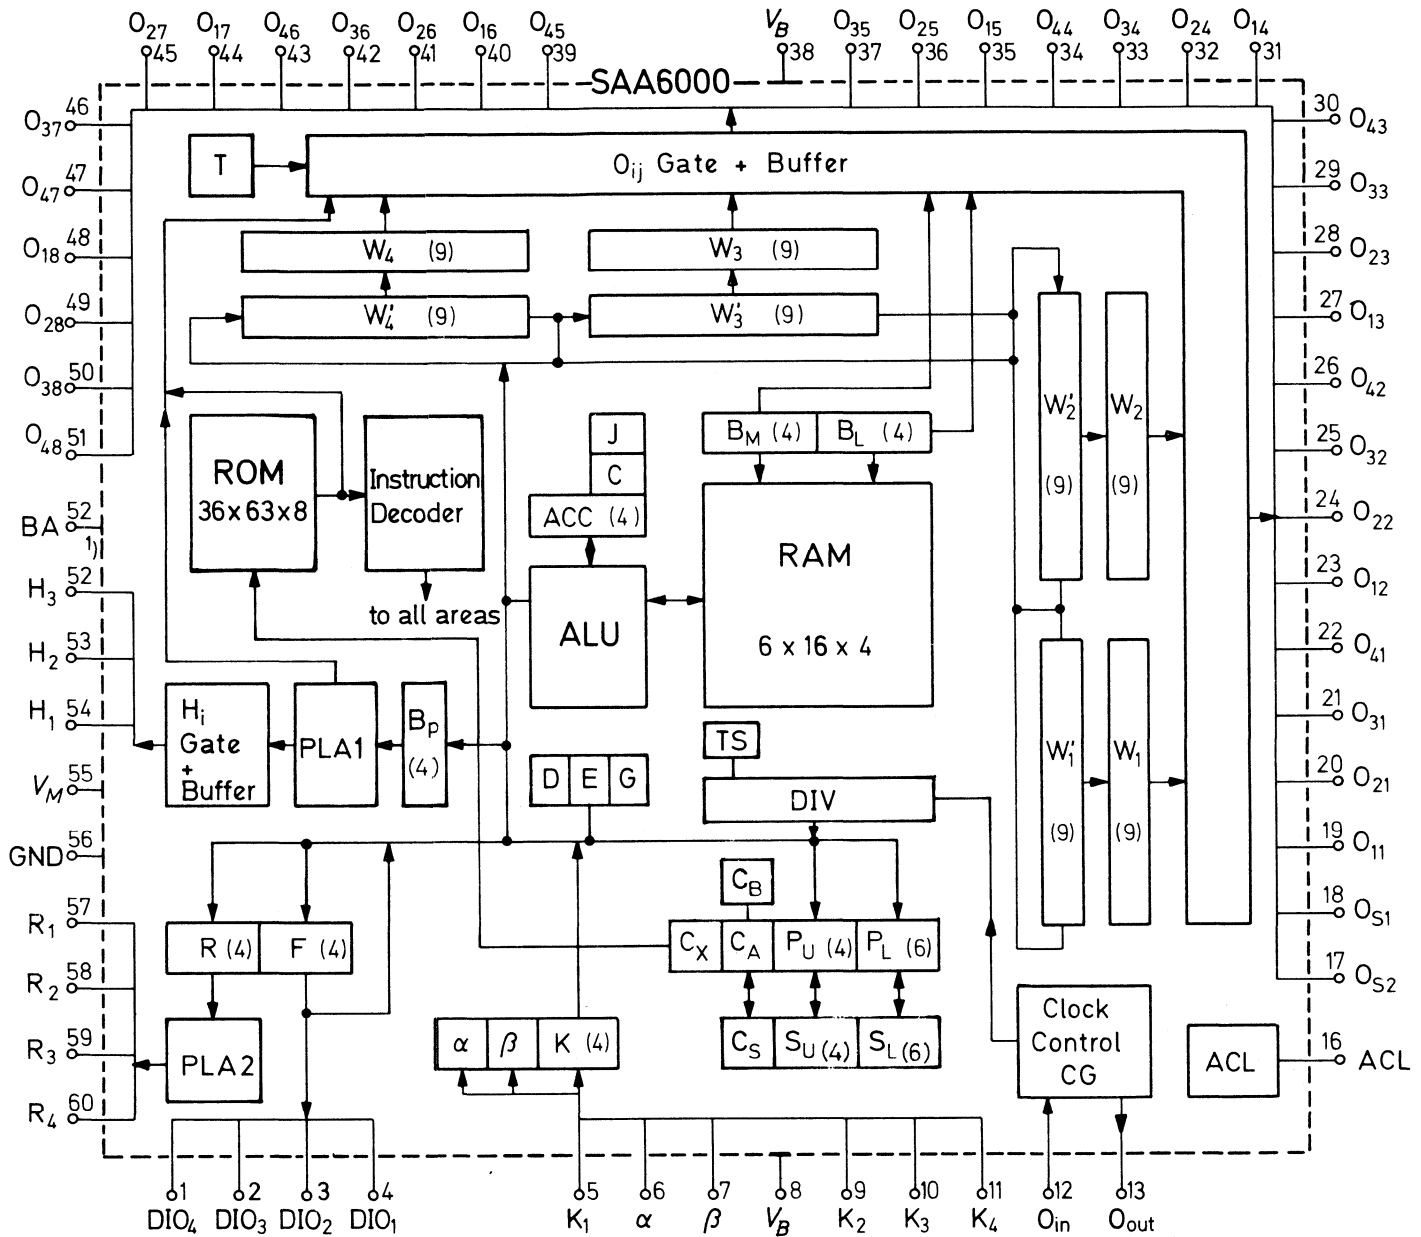 O27 O17 O46 O36 O26 O16 O45 VB O35 O25 O15 O44 O34 O24 O14
45 44 43 42 41 40 39 38 37 36 35 34 33 32 31
SAA6000
O37 46
O47 47
O18 48
O28 49
O38 50
O48 51
BA 52
1)
H3 52
H2 53
H1 54
VM 55
GND 56
R1 57
R2 58
R3 59
R4 60
T
Oij Gate + Buffer
W4 (9)
W3 (9)
W'4 (9)
W'3 (9)
ROM
36x63x8
Instruction
Decoder
to all areas
J
C
ACC (4)
ALU
BM (4) BL (4)
RAM
6 x 16 x 4
W'2
(9)
W2
(9)
W'1
(9)
W1
(9)
Hi
Gate
+
Buffer
PLA1
Bp
(4)
D E G
TS
DIV
CB
CX CA PU (4) PL (6)
CS SU (4) SL (6)
R (4) F (4)
PLA2
α β K (4)
Clock
Control
CG
ACL
30 O43
29 O33
28 O23
27 O13
26 O42
25 O32
24 O22
23 O12
22 O41
21 O31
20 O21
19 O11
18 OS1
17 OS2
16 ACL
1 2 3 4 5 6 7 8 9 10 11 12 13
DIO4 DIO3 DIO2 DIO1 K1 α β VB K2 K3 K4 Oin Oout